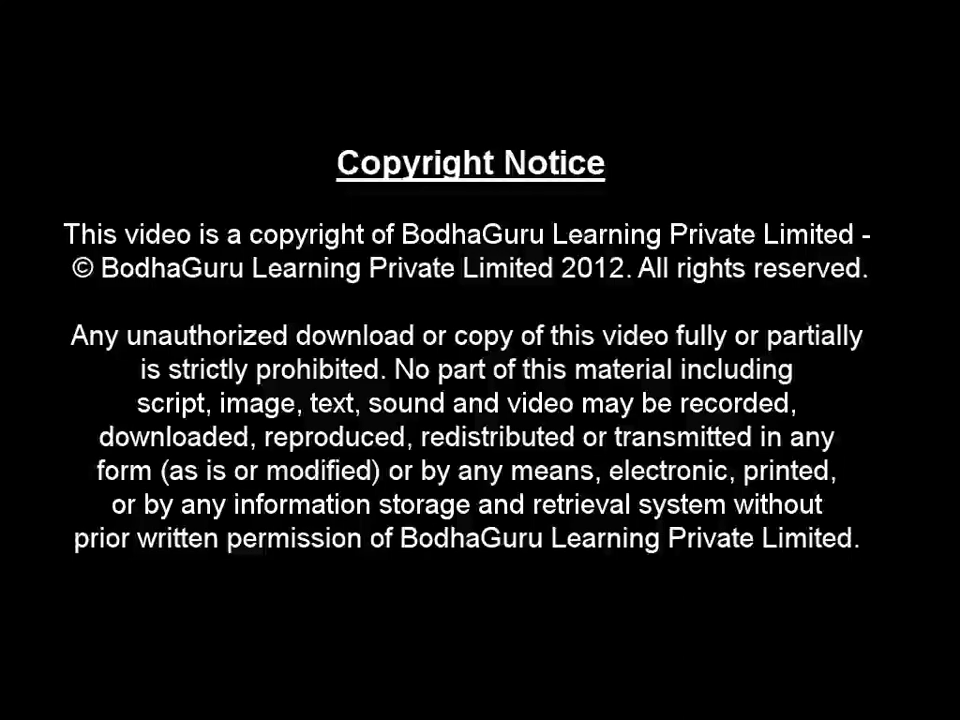 Copyright Notice
This video is a copyright of BodhaGuru Learning Private Limited -
© BodhaGuru Learning Private Limited 2012. All rights reserved.
Any unauthorized download or copy of this video fully or partially
is strictly prohibited. No part of this material including
script, image, text, sound and video may be recorded,
downloaded, reproduced, redistributed or transmitted in any
form (as is or modified) or by any means, electronic, printed,
or by any information storage and retrieval system without
prior written permission of BodhaGuru Learning Private Limited.